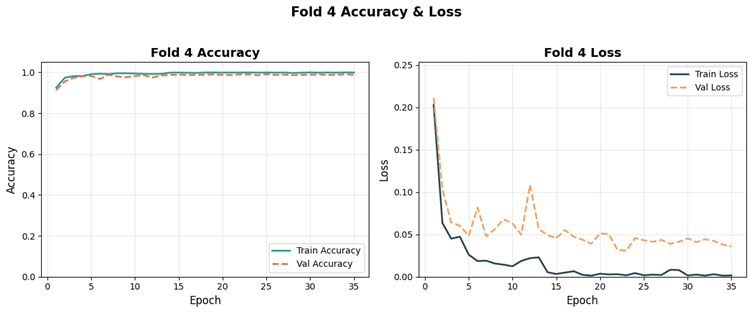 Fold 4 Accuracy & Loss
Fold 4 Accuracy
1.0
0.8
0.6
0.4
0.2
0.0
Accuracy
0 5 10 15 20 25 30 35
Epoch
Train Accuracy
Val Accuracy
Fold 4 Loss
0.25
0.20
0.15
0.10
0.05
0.00
Loss
0 5 10 15 20 25 30 35
Epoch
Train Loss
Val Loss